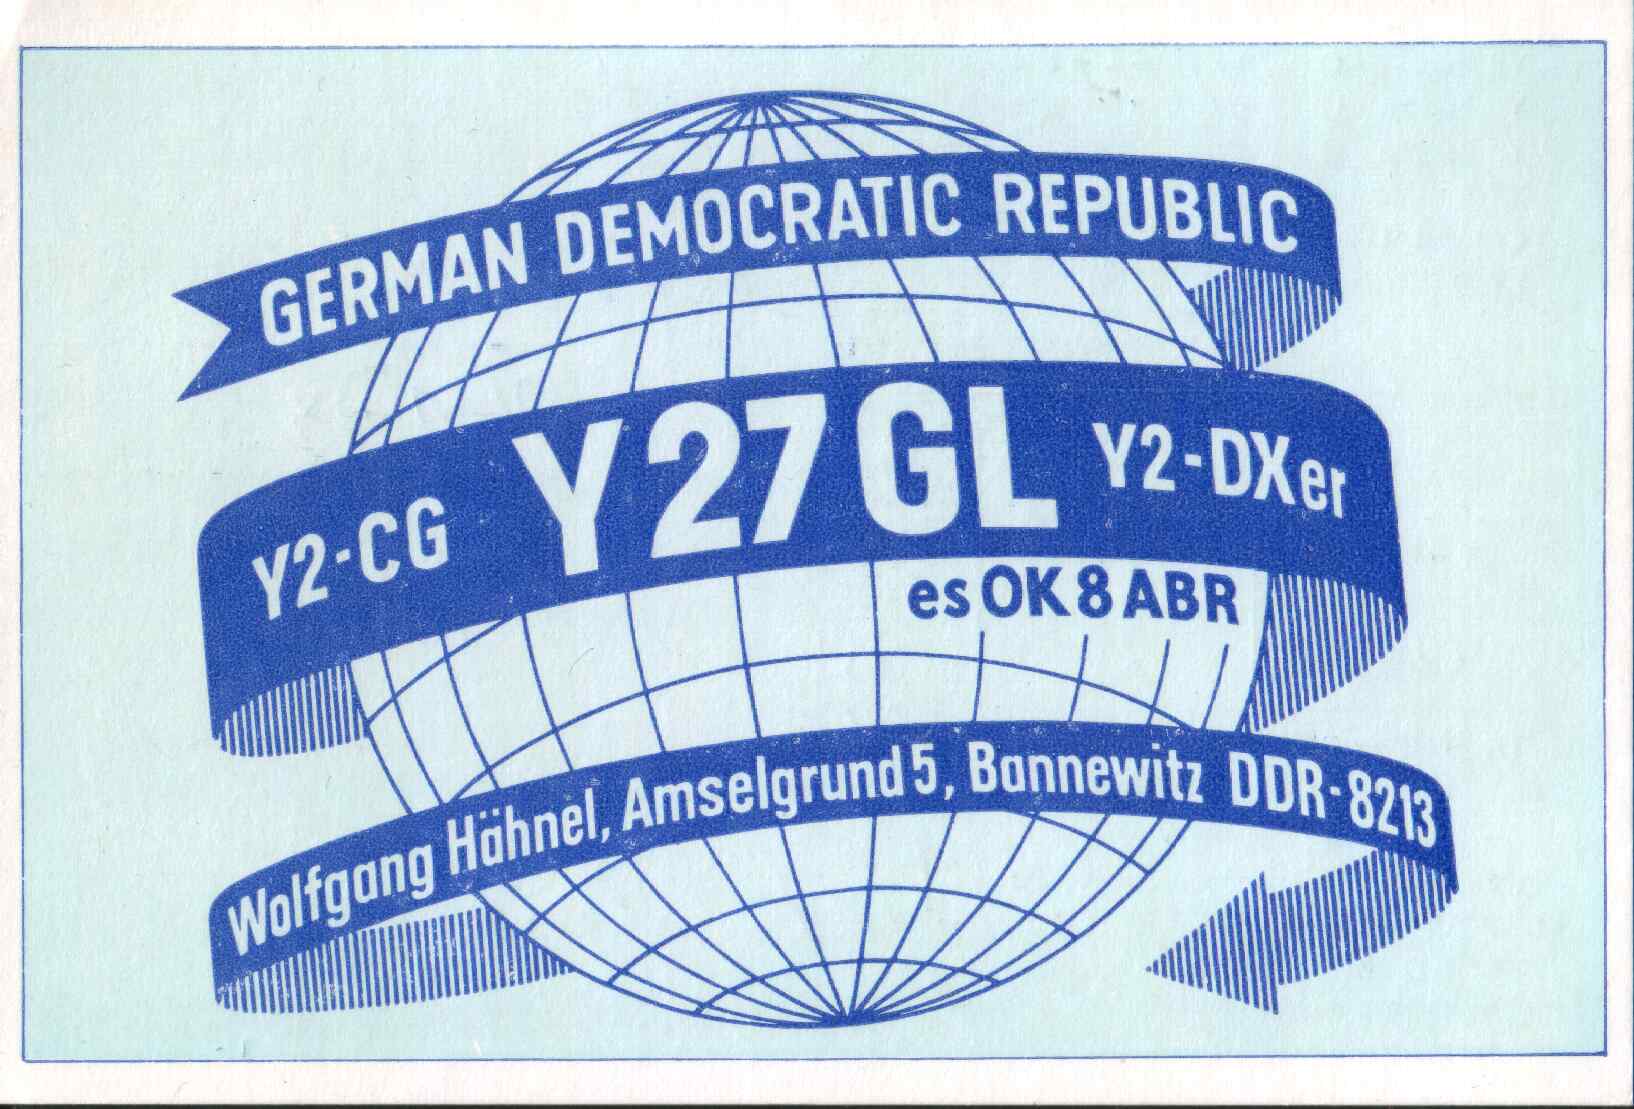 GERMAN DEMOCRATIC REPUBLIC
Y2-CG Y27GL Y2-DXer
es OK8ABR
Wolfgang Hähnel, Amselgrund 5, Bannewitz DDR-8213